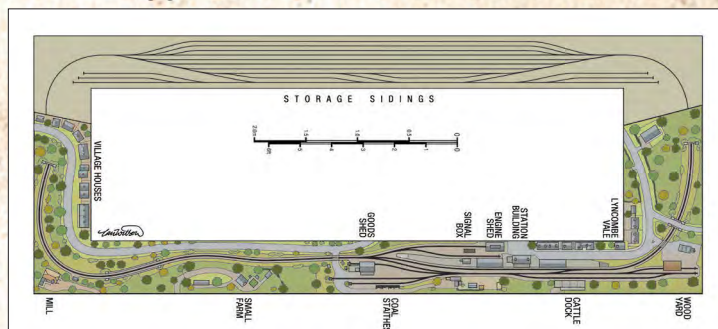 STORAGE SIDINGS
VILLAGE HOUSES
GOODS SHED
SIGNAL BOX
ENGINE SHED
STATION BUILDING
LYNCOMBE VALE
MILL
SMALL FARM
COAL STAITHES
CATTLE DOCK
WOOD YARD